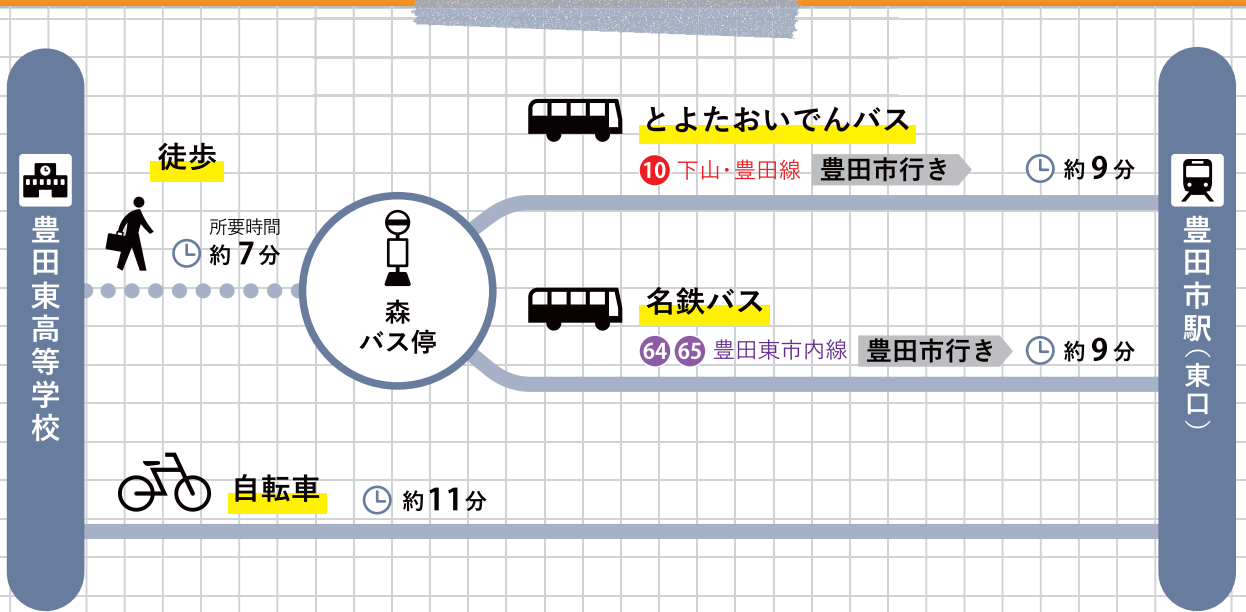 豊田東高等学校
徒歩
所要時間
約7分
森
バス停
とよたおいでんバス
10 下山・豊田線 豊田市行き 約9分
名鉄バス
64 65 豊田東市内線 豊田市行き 約9分
自転車 約11分
豊田市駅（東口）